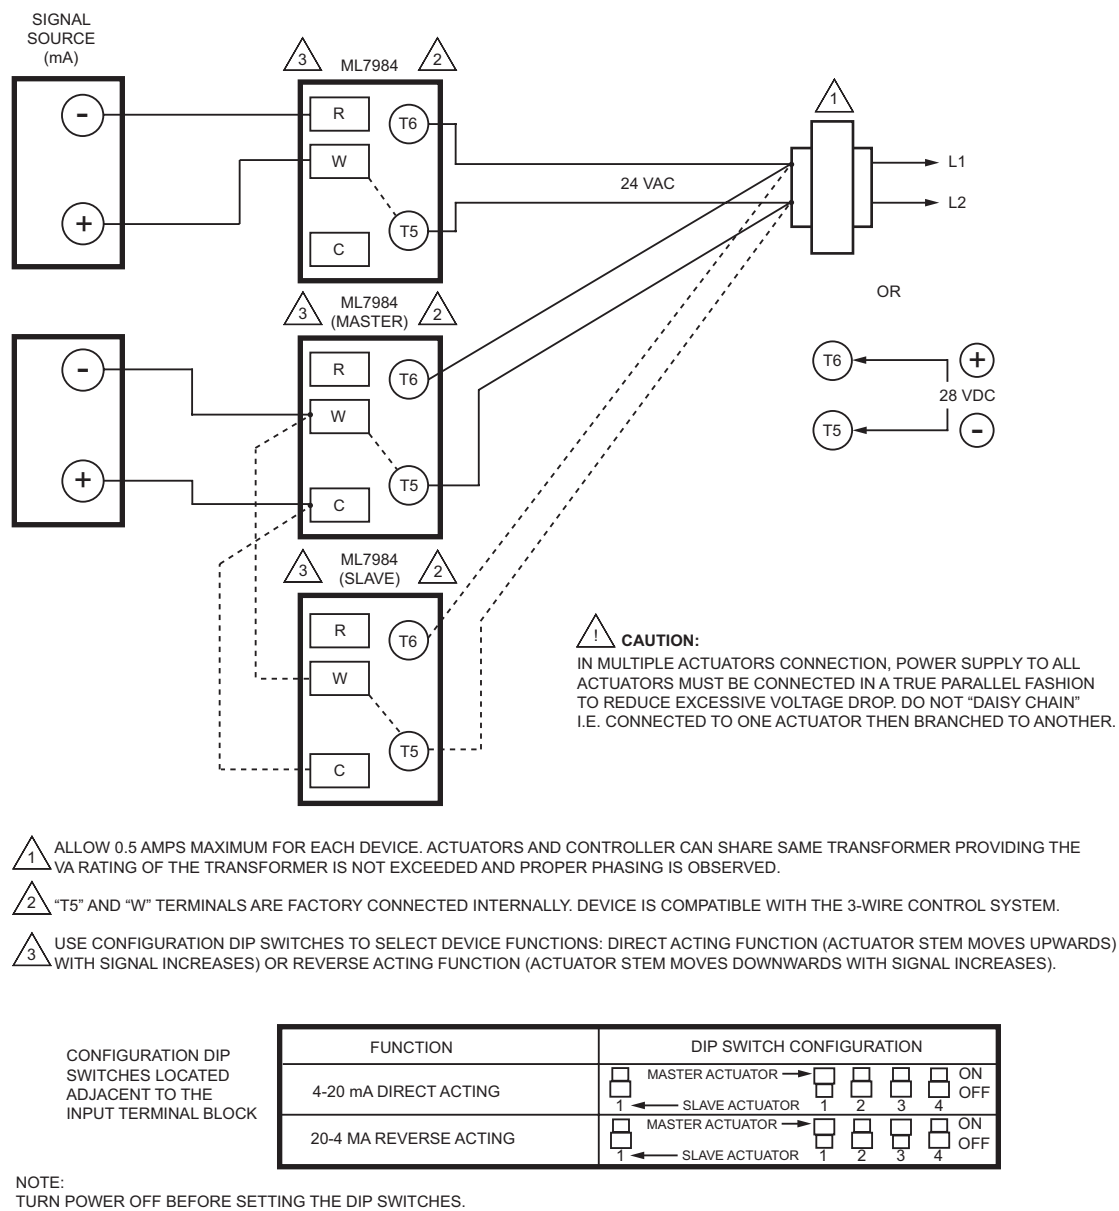 SIGNAL
SOURCE
(mA)
3
ML7984
2
-
+
R
W
C
T6
T5
24 VAC
1
L1
L2
OR
T6
+
28 VDC
T5
-
3
ML7984
(MASTER)
2
-
+
R
W
C
T6
T5
3
ML7984
(SLAVE)
2
R
W
C
T6
T5
! CAUTION:
IN MULTIPLE ACTUATORS CONNECTION, POWER SUPPLY TO ALL
ACTUATORS MUST BE CONNECTED IN A TRUE PARALLEL FASHION
TO REDUCE EXCESSIVE VOLTAGE DROP. DO NOT “DAISY CHAIN”
I.E. CONNECTED TO ONE ACTUATOR THEN BRANCHED TO ANOTHER.
1 ALLOW 0.5 AMPS MAXIMUM FOR EACH DEVICE. ACTUATORS AND CONTROLLER CAN SHARE SAME TRANSFORMER PROVIDING THE
VA RATING OF THE TRANSFORMER IS NOT EXCEEDED AND PROPER PHASING IS OBSERVED.
2 “T5” AND “W” TERMINALS ARE FACTORY CONNECTED INTERNALLY. DEVICE IS COMPATIBLE WITH THE 3-WIRE CONTROL SYSTEM.
3 USE CONFIGURATION DIP SWITCHES TO SELECT DEVICE FUNCTIONS: DIRECT ACTING FUNCTION (ACTUATOR STEM MOVES UPWARDS)
WITH SIGNAL INCREASES) OR REVERSE ACTING FUNCTION (ACTUATOR STEM MOVES DOWNWARDS WITH SIGNAL INCREASES).
CONFIGURATION DIP
SWITCHES LOCATED
ADJACENT TO THE
INPUT TERMINAL BLOCK
FUNCTION
DIP SWITCH CONFIGURATION
4-20 mA DIRECT ACTING
MASTER ACTUATOR
ON
OFF
1 SLAVE ACTUATOR 1 2 3 4
20-4 MA REVERSE ACTING
MASTER ACTUATOR
ON
OFF
1 SLAVE ACTUATOR 1 2 3 4
NOTE:
TURN POWER OFF BEFORE SETTING THE DIP SWITCHES.